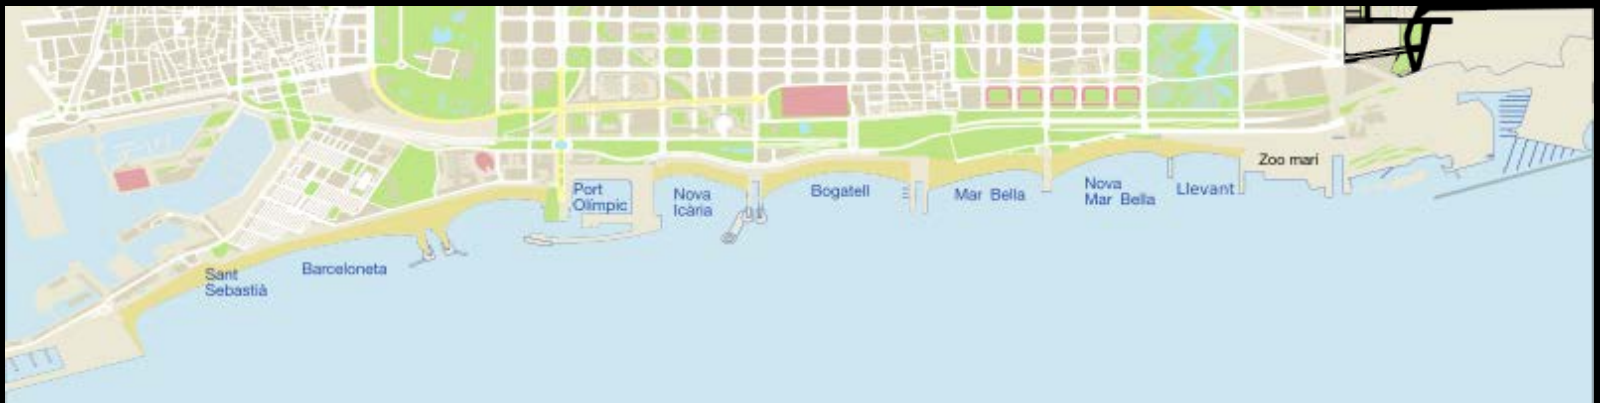 Sant
Sebastià
Barceloneta
Port
Olímpic
Nova
Icària
Bogatell
Mar Bella
Nova
Mar Bella
Llevant
Zoo marí